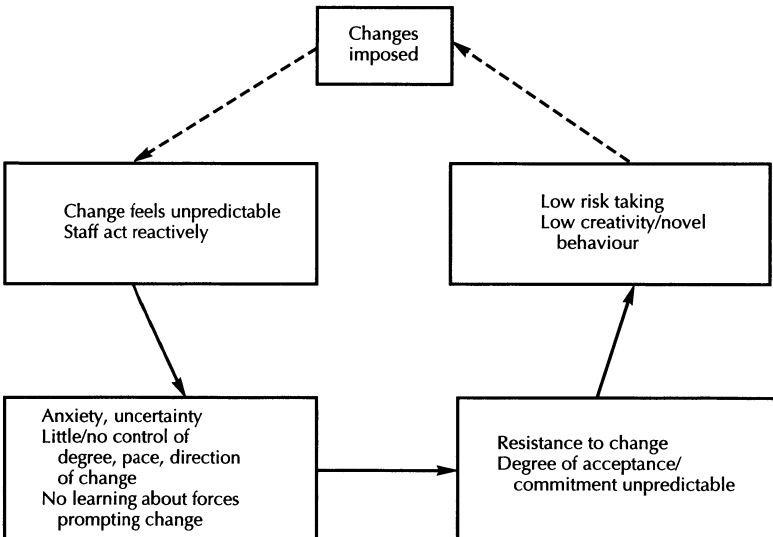 Changes
imposed
Change feels unpredictable
Staff act reactively
Low risk taking
Low creativity/novel
behaviour
Anxiety, uncertainty
Little/no control of
degree, pace, direction
of change
No learning about forces
prompting change
Resistance to change
Degree of acceptance/
commitment unpredictable